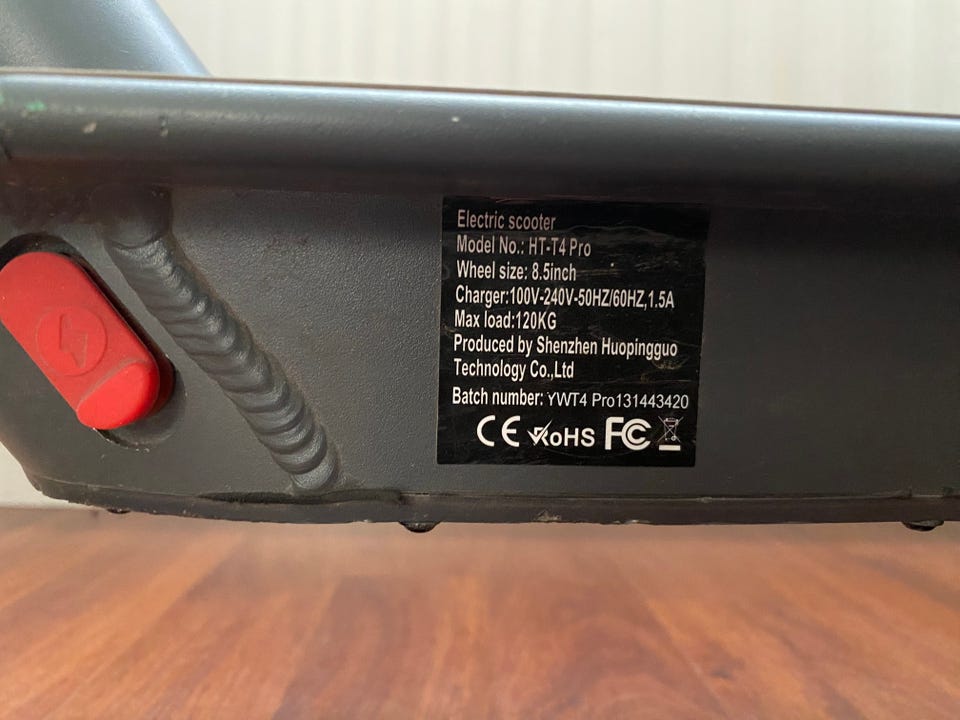 Electric scooter
Model No.: HT-T4 Pro
Wheel size: 8.5inch
Charger:100V-240V-50HZ/60HZ,1.5A
Max load:120KG
Produced by Shenzhen Huopingguo
Technology Co.,Ltd
Batch number: YWT4 Pro131443420
CE RoHS FC